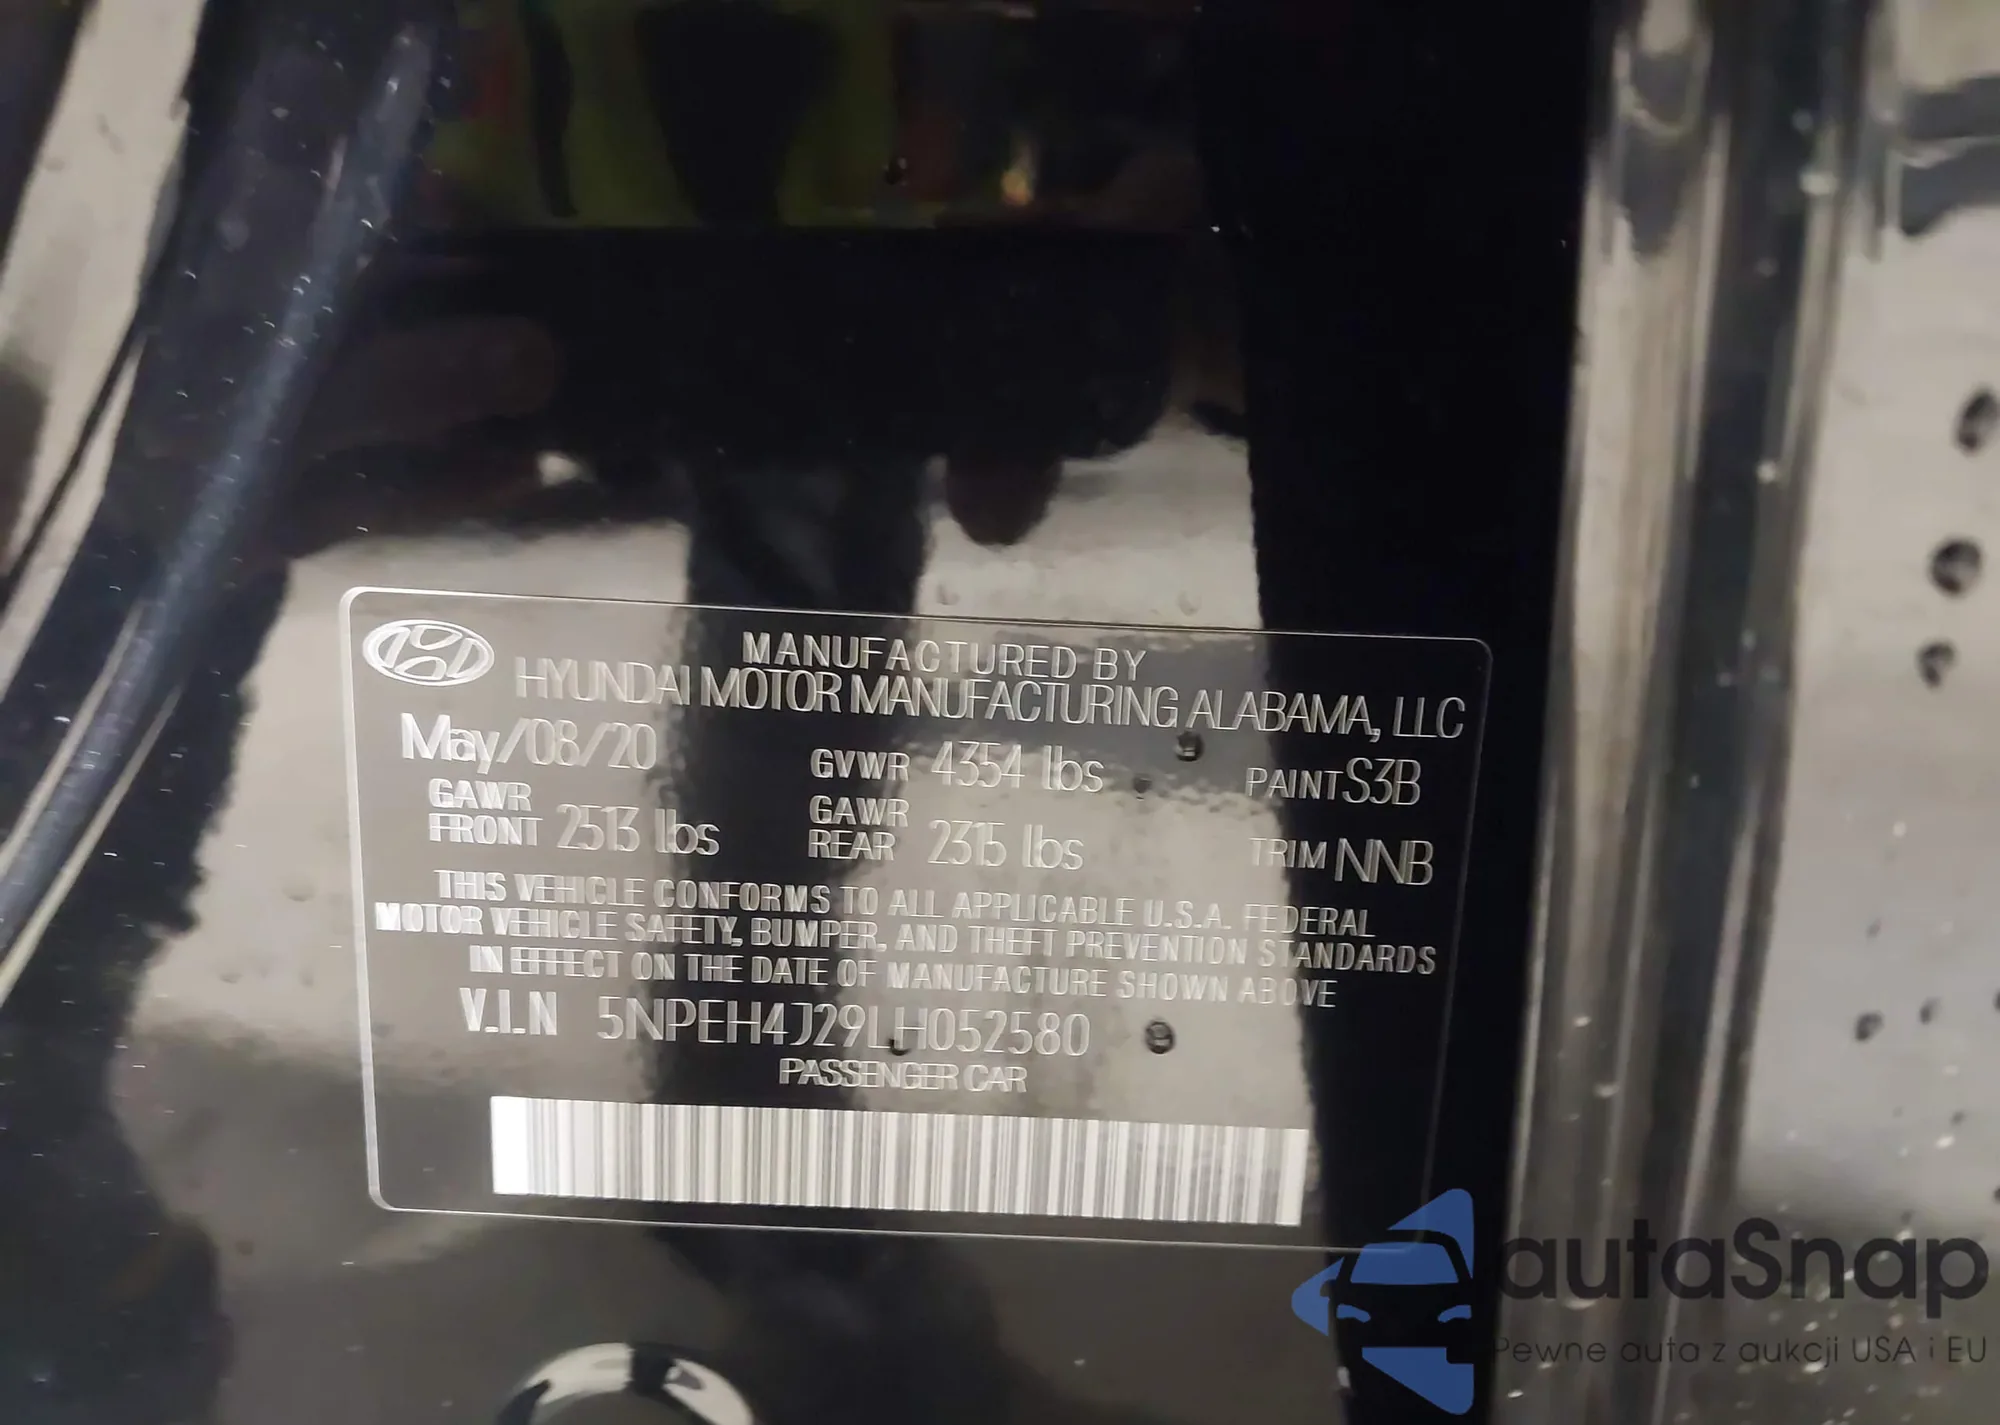 MANUFACTURED BY
HYUNDAI MOTOR MANUFACTURING ALABAMA, LLC
May/08/20 GVWR 4354 lbs PAINT S3B
GAWR FRONT 2513 lbs GAWR REAR 2315 lbs TRIM NNB
THIS VEHICLE CONFORMS TO ALL APPLICABLE U.S.A. FEDERAL
MOTOR VEHICLE SAFETY, BUMPER, AND THEFT PREVENTION STANDARDS
IN EFFECT ON THE DATE OF MANUFACTURE SHOWN ABOVE
V.I.N 5NPEH4J29LH052580
PASSENGER CAR
autaSnap
Pewne auta z aukcji USA i EU